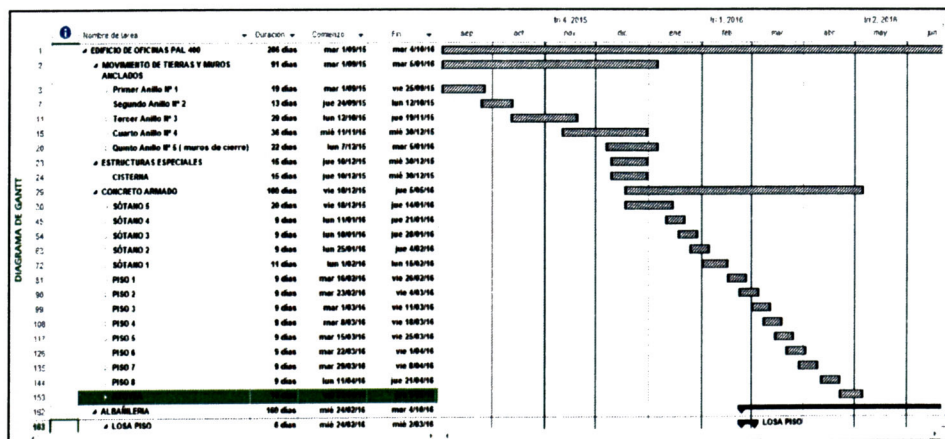 DIAGRAMA DE GANTT
tri 4, 2015 tri 1, 2016 tri 2, 2016
Nombre de tarea Duración Comienzo Fin sep oct nov dic ene feb mar abr may jun
1 EDIFICIO DE OFICINAS PAL 400 286 días mar 1/09/15 mar 4/10/16
2 MOVIMIENTO DE TIERRAS Y MUROS ANCLADOS 91 días mar 1/09/15 mar 5/01/16
3 Primer Anillo Nº 1 19 días mar 1/09/15 vie 25/09/15
7 Segundo Anillo Nº 2 13 días jue 24/09/15 lun 12/10/15
11 Tercer Anillo Nº 3 29 días lun 12/10/15 jue 19/11/15
15 Cuarto Anillo Nº 4 36 días mié 11/11/15 mié 30/12/15
20 Quinto Anillo Nº 5 ( muros de cierre) 22 días lun 7/12/15 mar 5/01/16
ESTRUCTURAS ESPECIALES 15 días jue 10/12/15 mié 30/12/15
24 CISTERNA 15 días jue 10/12/15 mié 30/12/15
CONCRETO ARMADO 100 días vie 18/12/15 jue 5/05/16
30 SÓTANO 5 20 días vie 18/12/15 jue 14/01/16
45 SÓTANO 4 9 días lun 11/01/16 jue 21/01/16
54 SÓTANO 3 9 días lun 18/01/16 jue 28/01/16
63 SÓTANO 2 9 días lun 25/01/16 jue 4/02/16
72 SÓTANO 1 11 días lun 1/02/16 lun 15/02/16
81 PISO 1 9 días mar 16/02/16 vie 26/02/16
90 PISO 2 9 días mar 23/02/16 vie 4/03/16
99 PISO 3 9 días mar 1/03/16 vie 11/03/16
108 PISO 4 9 días mar 8/03/16 vie 18/03/16
117 PISO 5 9 días mar 15/03/16 vie 25/03/16
126 PISO 6 9 días mar 22/03/16 vie 1/04/16
135 PISO 7 9 días mar 29/03/16 vie 8/04/16
144 PISO 8 9 días lun 11/04/16 jue 21/04/16
153
162 ALBAÑILERIA 160 días mié 24/02/16 mar 4/10/16
163 LOSA PISO 6 días mié 24/02/16 mié 2/03/16 LOSA PISO